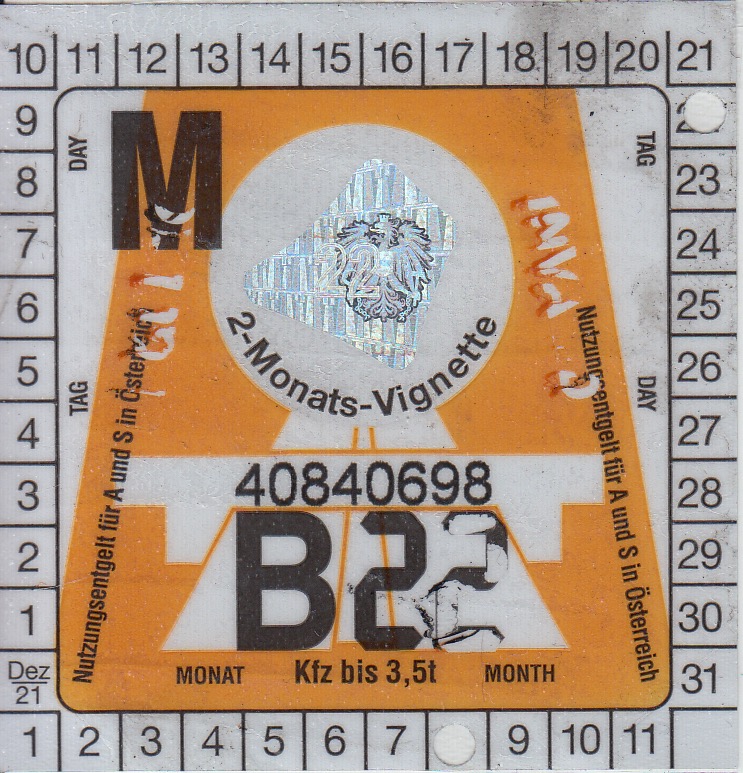 10 11 12 13 14 15 16 17 18 19 20 21
9
8
7
6
5
4
3
2
1
Dez
21
DAY
TAG
M
TAG
DAY
22
2-Monats-Vignette
Nutzungsentgelt für A und S in Österreich
Nutzungsentgelt für A und S in Österreich
40840698
B22
MONAT Kfz bis 3,5t MONTH
23
24
25
26
27
28
29
30
31
1 2 3 4 5 6 7 9 10 11